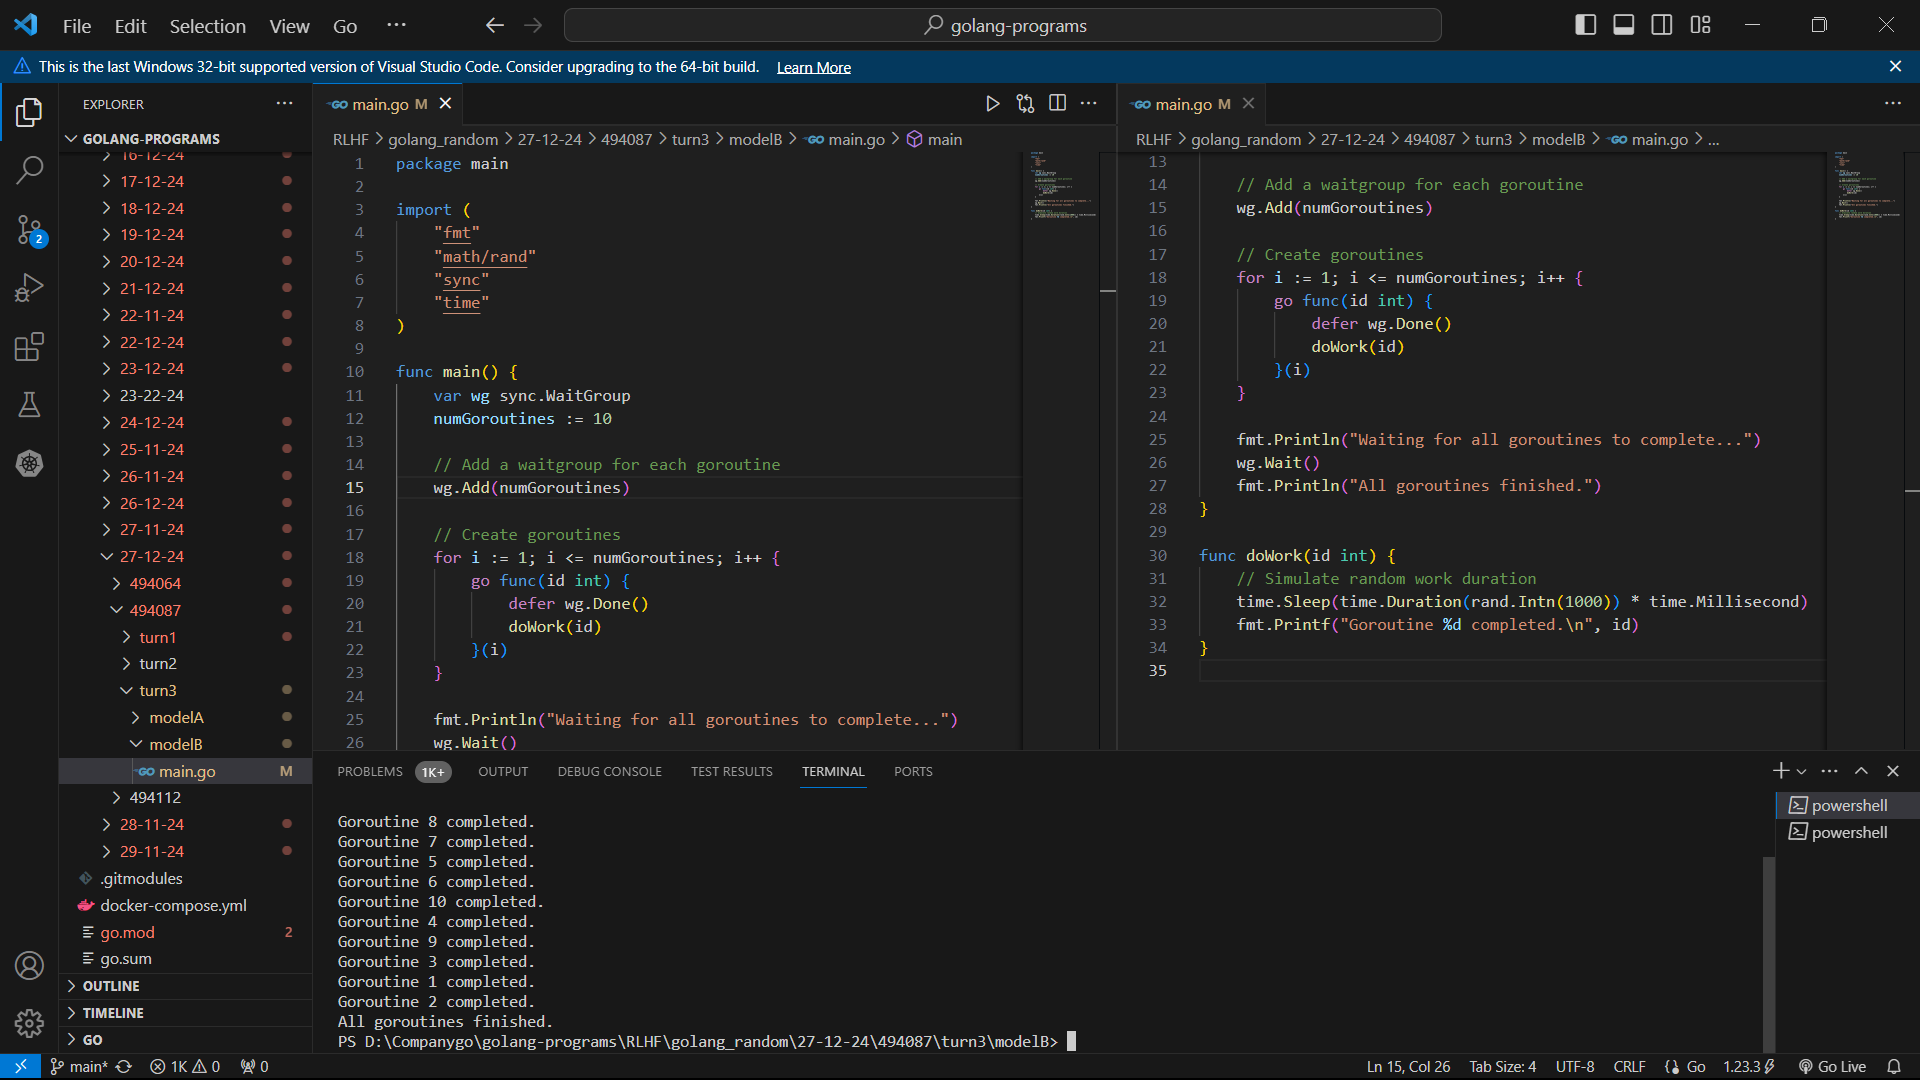 File Edit Selection View Go ... golang-programs
This is the last Windows 32-bit supported version of Visual Studio Code. Consider upgrading to the 64-bit build. Learn More
EXPLORER
GOLANG-PROGRAMS
16-12-24
17-12-24
18-12-24
19-12-24
20-12-24
21-12-24
22-11-24
22-12-24
23-12-24
23-22-24
24-12-24
25-11-24
26-11-24
26-12-24
27-11-24
27-12-24
494064
494087
turn1
turn2
turn3
modelA
modelB
main.go M
494112
28-11-24
29-11-24
.gitmodules
docker-compose.yml
go.mod 2
go.sum
OUTLINE
TIMELINE
GO
2
main.go M
RLHF > golang_random > 27-12-24 > 494087 > turn3 > modelB > main.go > main
1 package main
2
3 import (
4 "fmt"
5 "math/rand"
6 "sync"
7 "time"
8 )
9
10 func main() {
11 var wg sync.WaitGroup
12 numGoroutines := 10
13
14 // Add a waitgroup for each goroutine
15 wg.Add(numGoroutines)
16
17 // Create goroutines
18 for i := 1; i <= numGoroutines; i++ {
19 go func(id int) {
20 defer wg.Done()
21 doWork(id)
22 }(i)
23 }
24
25 fmt.Println("Waiting for all goroutines to complete...")
26 wg.Wait()
main.go M
RLHF > golang_random > 27-12-24 > 494087 > turn3 > modelB > main.go > ...
13
14 // Add a waitgroup for each goroutine
15 wg.Add(numGoroutines)
16
17 // Create goroutines
18 for i := 1; i <= numGoroutines; i++ {
19 go func(id int) {
20 defer wg.Done()
21 doWork(id)
22 }(i)
23 }
24
25 fmt.Println("Waiting for all goroutines to complete...")
26 wg.Wait()
27 fmt.Println("All goroutines finished.")
28 }
29
30 func doWork(id int) {
31 // Simulate random work duration
32 time.Sleep(time.Duration(rand.Intn(1000)) * time.Millisecond)
33 fmt.Printf("Goroutine %d completed.\n", id)
34 }
35
PROBLEMS 1K+ OUTPUT DEBUG CONSOLE TEST RESULTS TERMINAL PORTS
Goroutine 8 completed.
Goroutine 7 completed.
Goroutine 5 completed.
Goroutine 6 completed.
Goroutine 10 completed.
Goroutine 4 completed.
Goroutine 9 completed.
Goroutine 3 completed.
Goroutine 1 completed.
Goroutine 2 completed.
All goroutines finished.
PS D:\Companygo\golang-programs\RLHF\golang_random\27-12-24\494087\turn3\modelB>
powershell
powershell
main* 1K 0 0 Ln 15, Col 26 Tab Size: 4 UTF-8 CRLF Go 1.23.3 Go Live